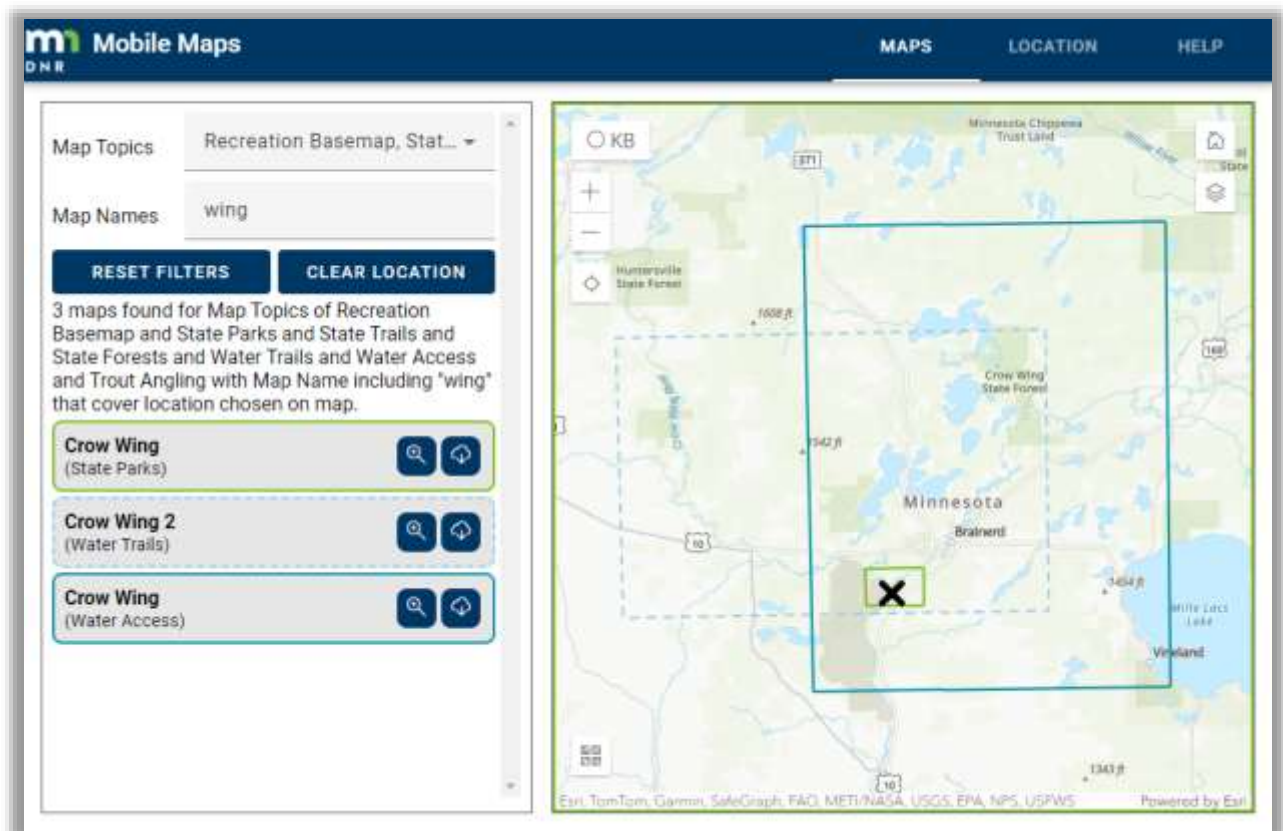 mn Mobile Maps
DNR
MAPS LOCATION HELP
Map Topics Recreation Basemap, Stat...
Map Names wing
RESET FILTERS CLEAR LOCATION
3 maps found for Map Topics of Recreation
Basemap and State Parks and State Trails and
State Forests and Water Trails and Water Access
and Trout Angling with Map Name including "wing"
that cover location chosen on map.
Crow Wing
(State Parks)
Crow Wing 2
(Water Trails)
Crow Wing
(Water Access)
KB
Minnesota Chippewa
Trust Land
371
State
Huntersville
State Forest
1608 ft
169
Crow Wing
State Forest
1542 ft
Minnesota
Brainerd
10
1454 ft
Mille Lacs
Lake
Vineland
1343 ft
10
Esri, TomTom, Garmin, SafeGraph, FAO, METI/NASA, USGS, EPA, NPS, USFWS
Powered by Esri